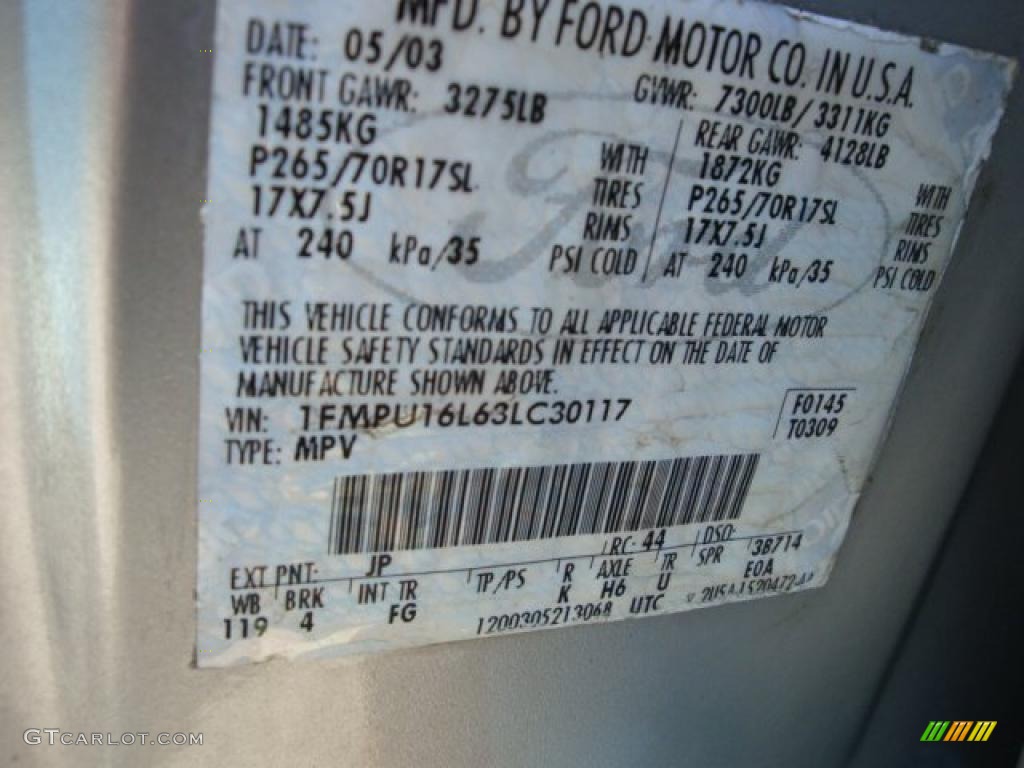 MFD. BY FORD MOTOR CO. IN U.S.A.
DATE: 05/03 GVWR: 7300LB/3311KG
FRONT GAWR: 3275LB REAR GAWR: 4128LB
1485KG WITH 1872KG WITH
P265/70R17SL TIRES P265/70R17SL TIRES
17X7.5J RIMS 17X7.5J RIMS
AT 240 kPa/35 PSI COLD AT 240 kPa/35 PSI COLD
Ford
THIS VEHICLE CONFORMS TO ALL APPLICABLE FEDERAL MOTOR
VEHICLE SAFETY STANDARDS IN EFFECT ON THE DATE OF
MANUFACTURE SHOWN ABOVE.
VIN: 1FMPU16L63LC30117 F0145
TYPE: MPV T0309
EXT PNT: JP RC: 44 DSO: 38714
WB BRK INT TR TP/PS R AXLE TR SPR E0A
119 4 FG K H6 U
1200305213068 UTC
GTCARLOT.COM